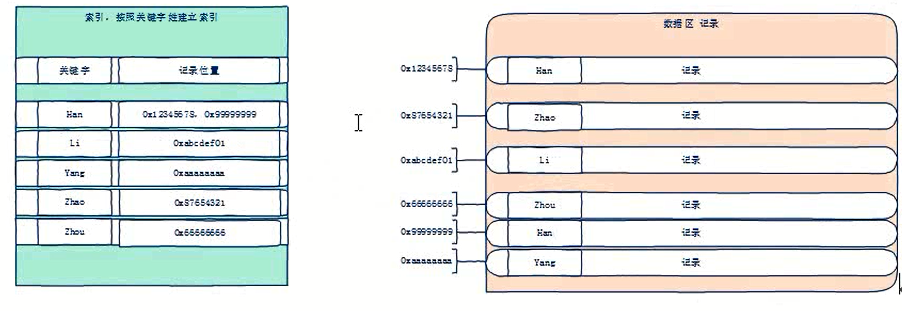 索引，按照关键字姓建立索引
关键字 记录位置
Han 0x12345678，0x99999999
Li 0xabcdef01
Yang 0xaaaaaaaa
Zhao 0x87654321
Zhou 0x66666666
数据区 记录
0x12345678 Han 记录
0x87654321 Zhao 记录
0xabcdef01 Li 记录
0x66666666 Zhou 记录
0x99999999 Han 记录
0xaaaaaaaa Yang 记录